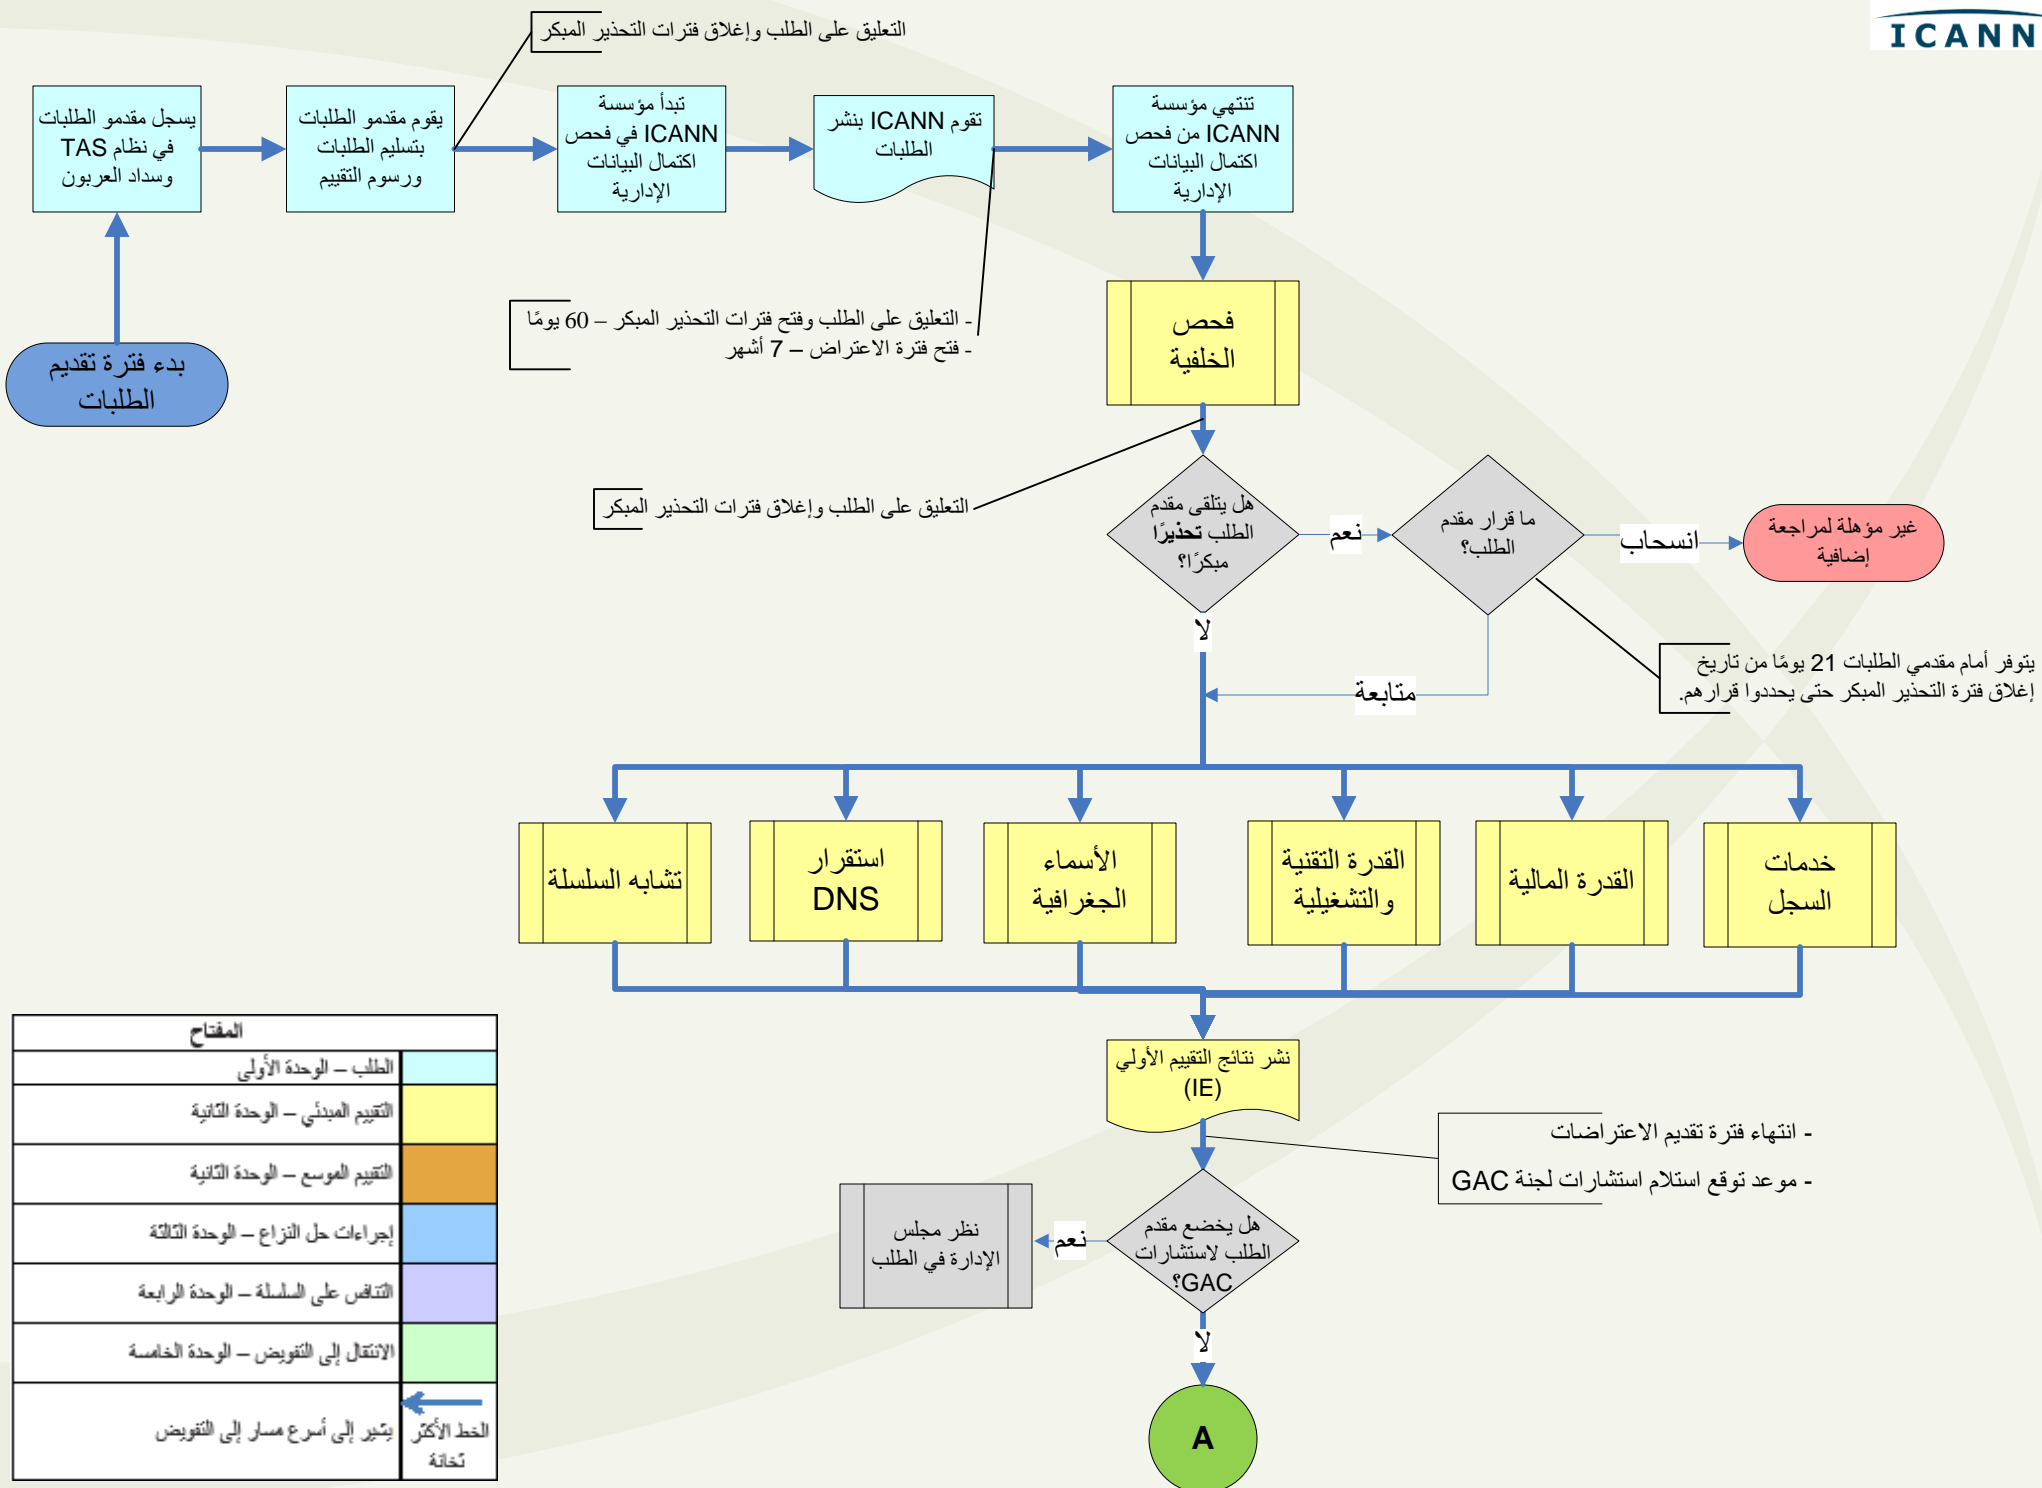 ICANN
التعليق على الطلب وإغلاق فترات التحذير المبكر
يسجل مقدمو الطلبات
في نظام TAS
وسداد العربون
يقوم مقدمو الطلبات
بتسليم الطلبات
ورسوم التقييم
تبدأ مؤسسة
ICANN في فحص
اكتمال البيانات
الإدارية
تقوم ICANN بنشر
الطلبات
تنتهي مؤسسة
ICANN من فحص
اكتمال البيانات
الإدارية
بدء فترة تقديم
الطلبات
- التعليق على الطلب وفتح فترات التحذير المبكر – 60 يومًا
- فتح فترة الاعتراض – 7 أشهر
فحص
الخلفية
التعليق على الطلب وإغلاق فترات التحذير المبكر
هل يتلقى مقدم
الطلب تحذيرًا
مبكرًا؟
نعم
ما قرار مقدم
الطلب؟
انسحاب
غير مؤهلة لمراجعة
إضافية
لا
متابعة
يتوفر أمام مقدمي الطلبات 21 يومًا من تاريخ
إغلاق فترة التحذير المبكر حتى يحددوا قرارهم.
تشابه السلسلة
استقرار
DNS
الأسماء
الجغرافية
القدرة التقنية
والتشغيلية
القدرة المالية
خدمات
السجل
نشر نتائج التقييم الأولي
(IE)
- انتهاء فترة تقديم الاعتراضات
- موعد توقع استلام استشارات لجنة GAC
هل يخضع مقدم
الطلب لاستشارات
GAC؟
نعم
نظر مجلس
الإدارة في الطلب
لا
A
المفتاح
الطلب – الوحدة الأولى
التقييم المبدئي – الوحدة الثانية
التقييم الموسع – الوحدة الثانية
إجراءات حل النزاع – الوحدة الثالثة
التنافس على السلسلة – الوحدة الرابعة
الانتقال إلى التفويض – الوحدة الخامسة
الخط الأكثر
ثخانة
يشير إلى أسرع مسار إلى التفويض